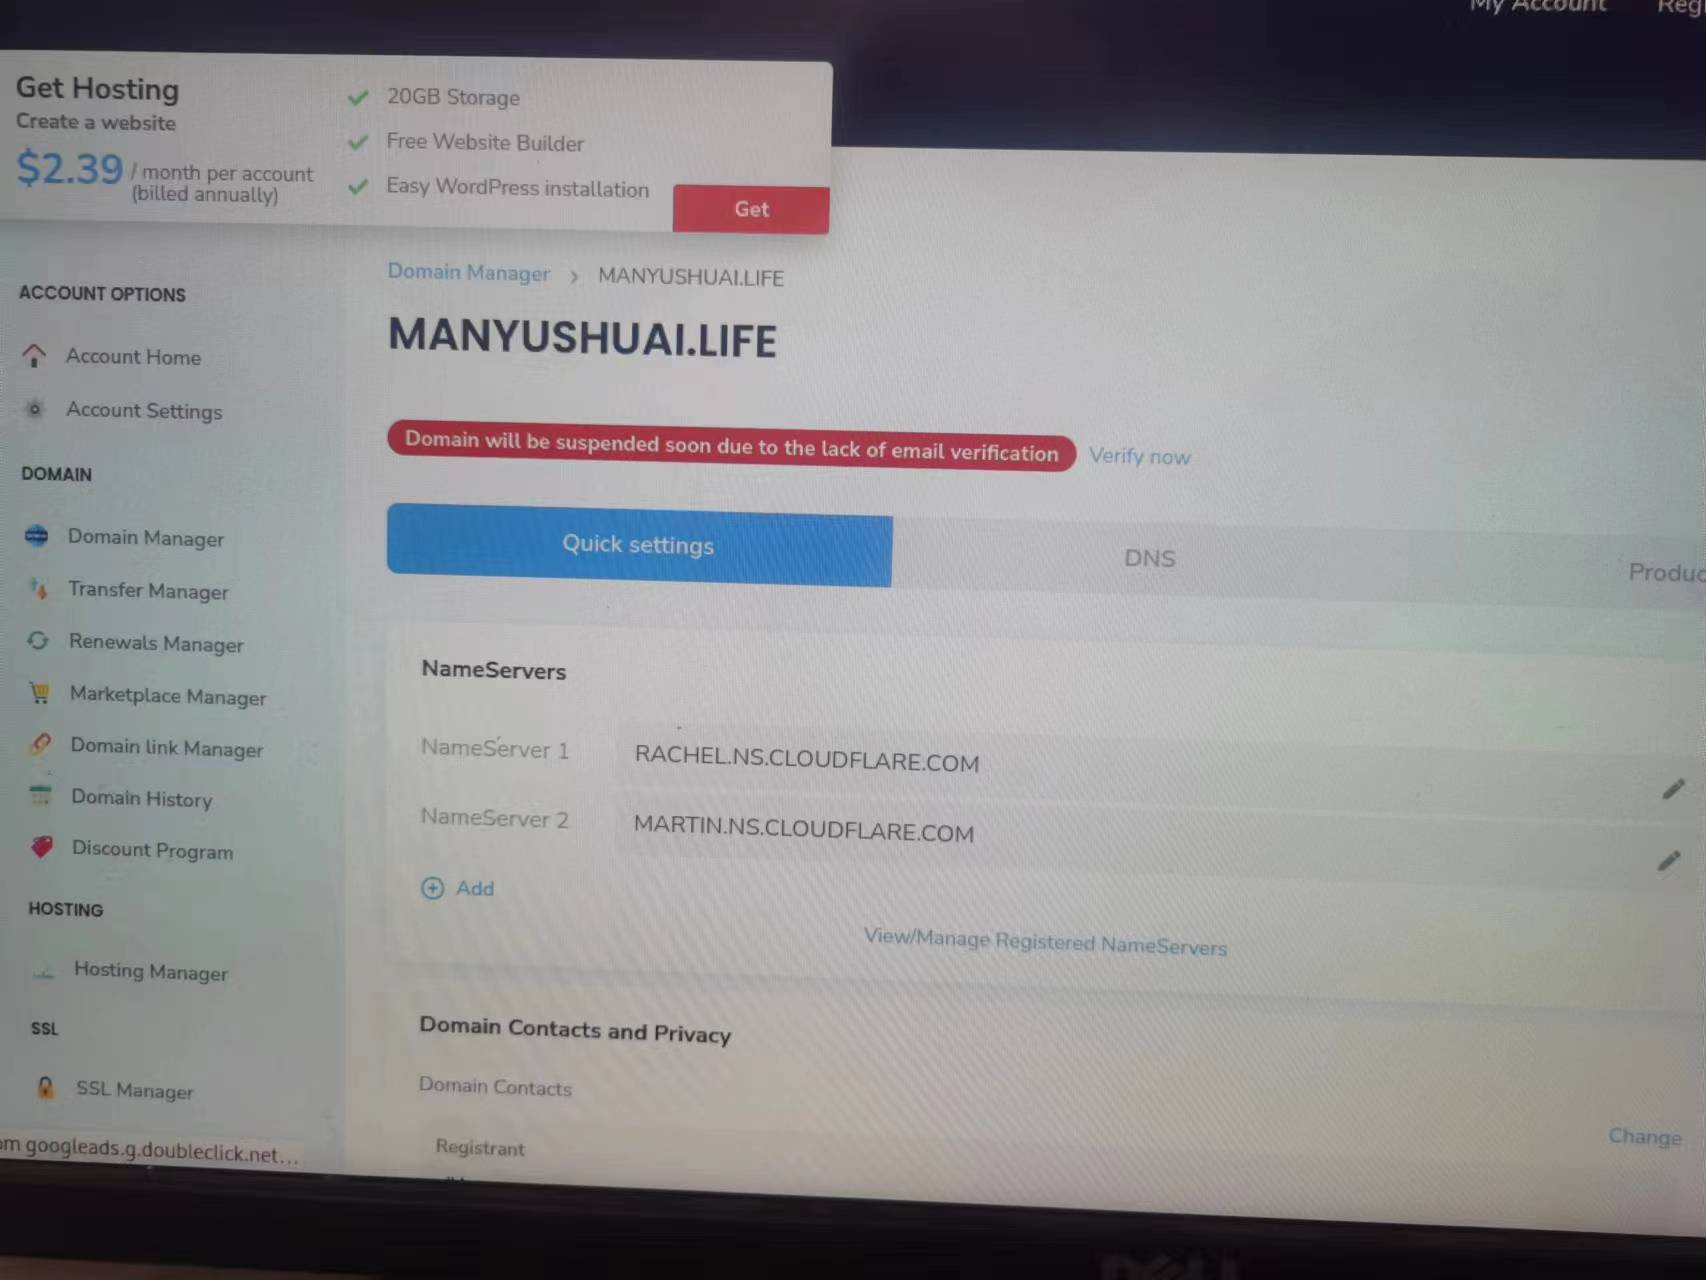 My Account
Get Hosting
Create a website
$2.39 / month per account
(billed annually)
20GB Storage
Free Website Builder
Easy WordPress installation
Get
ACCOUNT OPTIONS
Account Home
Account Settings
DOMAIN
Domain Manager
Transfer Manager
Renewals Manager
Marketplace Manager
Domain link Manager
Domain History
Discount Program
HOSTING
Hosting Manager
SSL
SSL Manager
googleads.g.doubleclick.net...
Domain Manager > MANYUSHUAI.LIFE
MANYUSHUAI.LIFE
Domain will be suspended soon due to the lack of email verification Verify now
Quick settings DNS
NameServers
NameServer 1 RACHEL.NS.CLOUDFLARE.COM
NameServer 2 MARTIN.NS.CLOUDFLARE.COM
Add
View/Manage Registered NameServers
Domain Contacts and Privacy
Domain Contacts
Change
Registrant